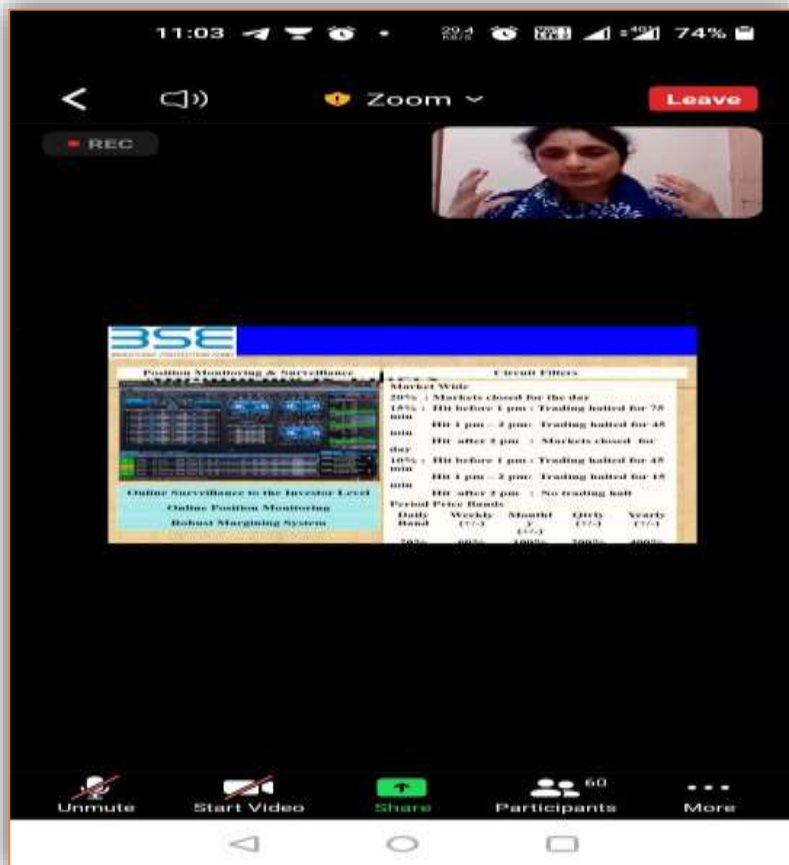 11:03 74%
Zoom Leave
REC
BSE
Position Monitoring & Surveillance
Online Surveillance to the Investor Level
Online Position Monitoring
Robust Margining System
Circuit Filters
Market Wide
20% : Markets closed for the day
15% : Hit before 1 pm : Trading halted for 75
min
Hit 1 pm – 2 pm: Trading halted for 45
min
Hit after 2 pm : Markets closed for
day
10% : Hit before 1 pm : Trading halted for 45
min
Hit 1 pm – 2 pm: Trading halted for 15
min
Hit after 2 pm : No trading halt
Period Price Bands
Daily Weekly Monthl Qtrly Yearly
Band (+/-) y (+/-) (+/-)
(+/-)
60
Unmute Start Video Share Participants More